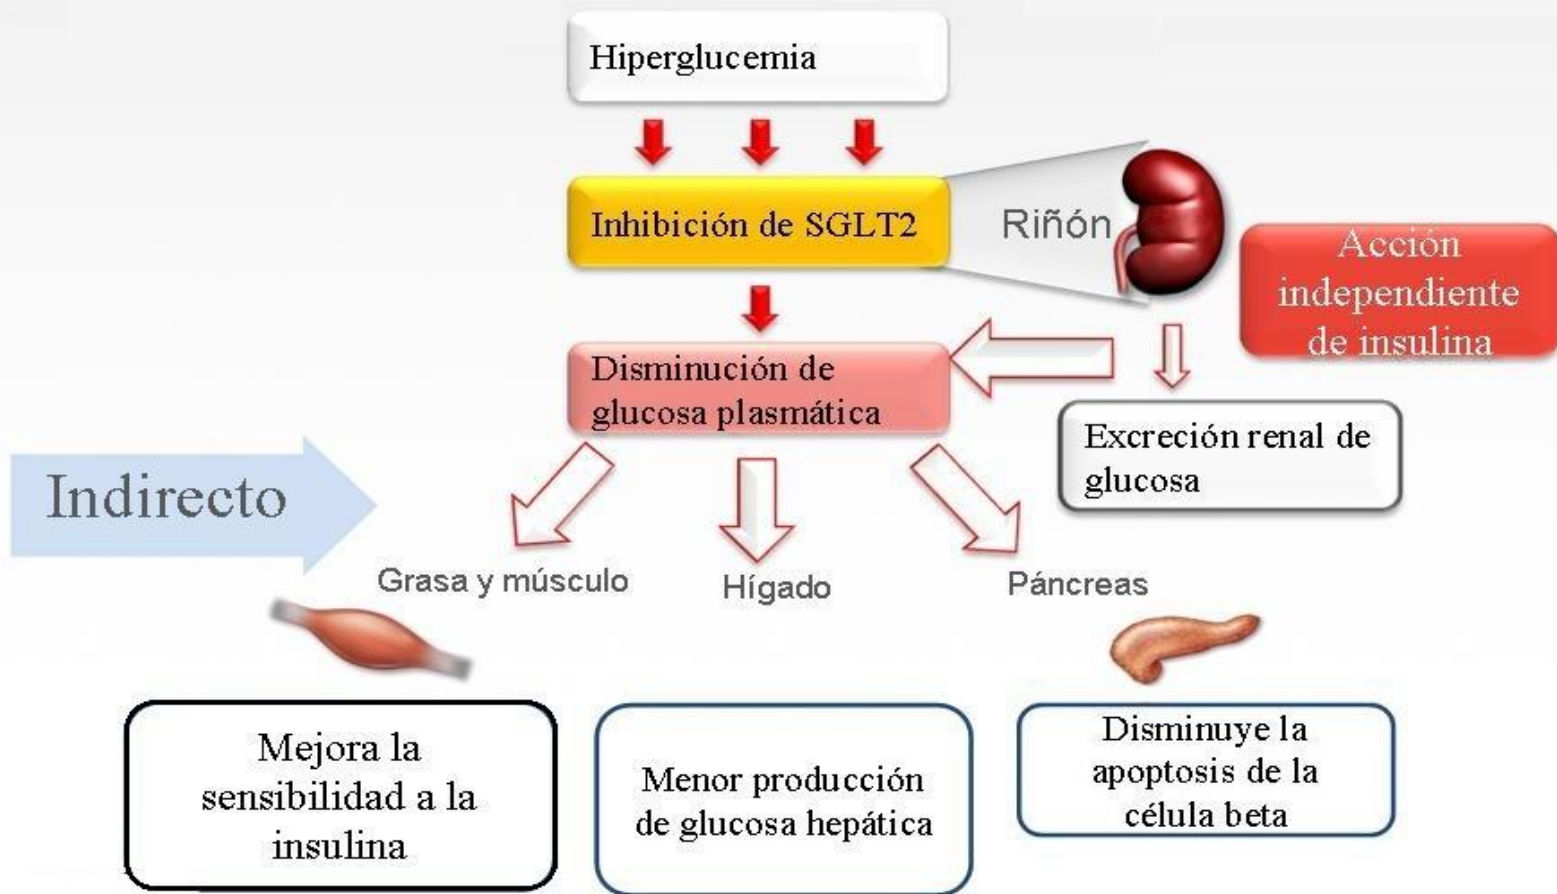 Hiperglucemia
Inhibición de SGLT2
Riñón
Acción
independiente
de insulina
Disminución de
glucosa plasmática
Excreción renal de
glucosa
Indirecto
Grasa y músculo
Hígado
Páncreas
Mejora la
sensibilidad a la
insulina
Menor producción
de glucosa hepática
Disminuye la
apoptosis de la
célula beta